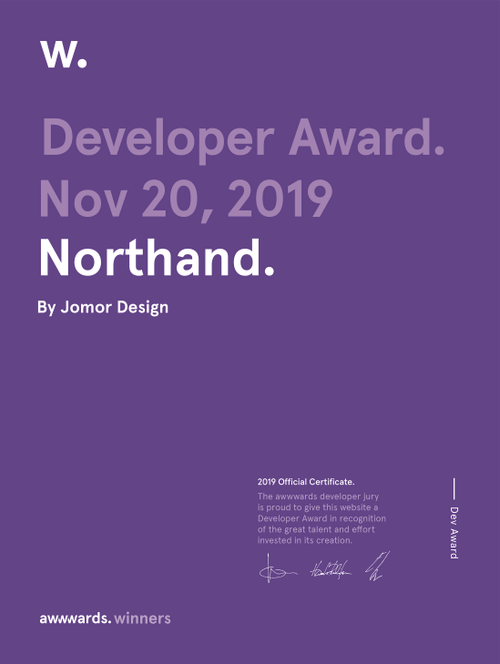 w.
Developer Award.
Nov 20, 2019
Northand.
By Jomor Design
2019 Official Certificate.
The awwwards developer jury
is proud to give this website a
Developer Award in recognition
of the great talent and effort
invested in its creation.
Dev Award
awwwards.winners